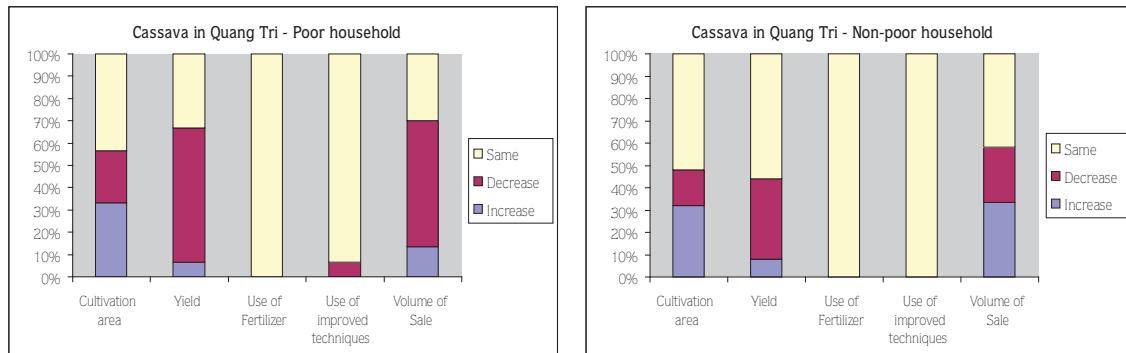 Cassava in Quang Tri - Poor household
100%
90%
80%
70%
60%
50%
40%
30%
20%
10%
0%
Cultivation
area
Yield
Use of
Fertilizer
Use of
improved
techniques
Volume of
Sale
Same
Decrease
Increase
Cassava in Quang Tri - Non-poor household
100%
90%
80%
70%
60%
50%
40%
30%
20%
10%
0%
Cultivation
area
Yield
Use of
Fertilizer
Use of
improved
techniques
Volume of
Sale
Same
Decrease
Increase